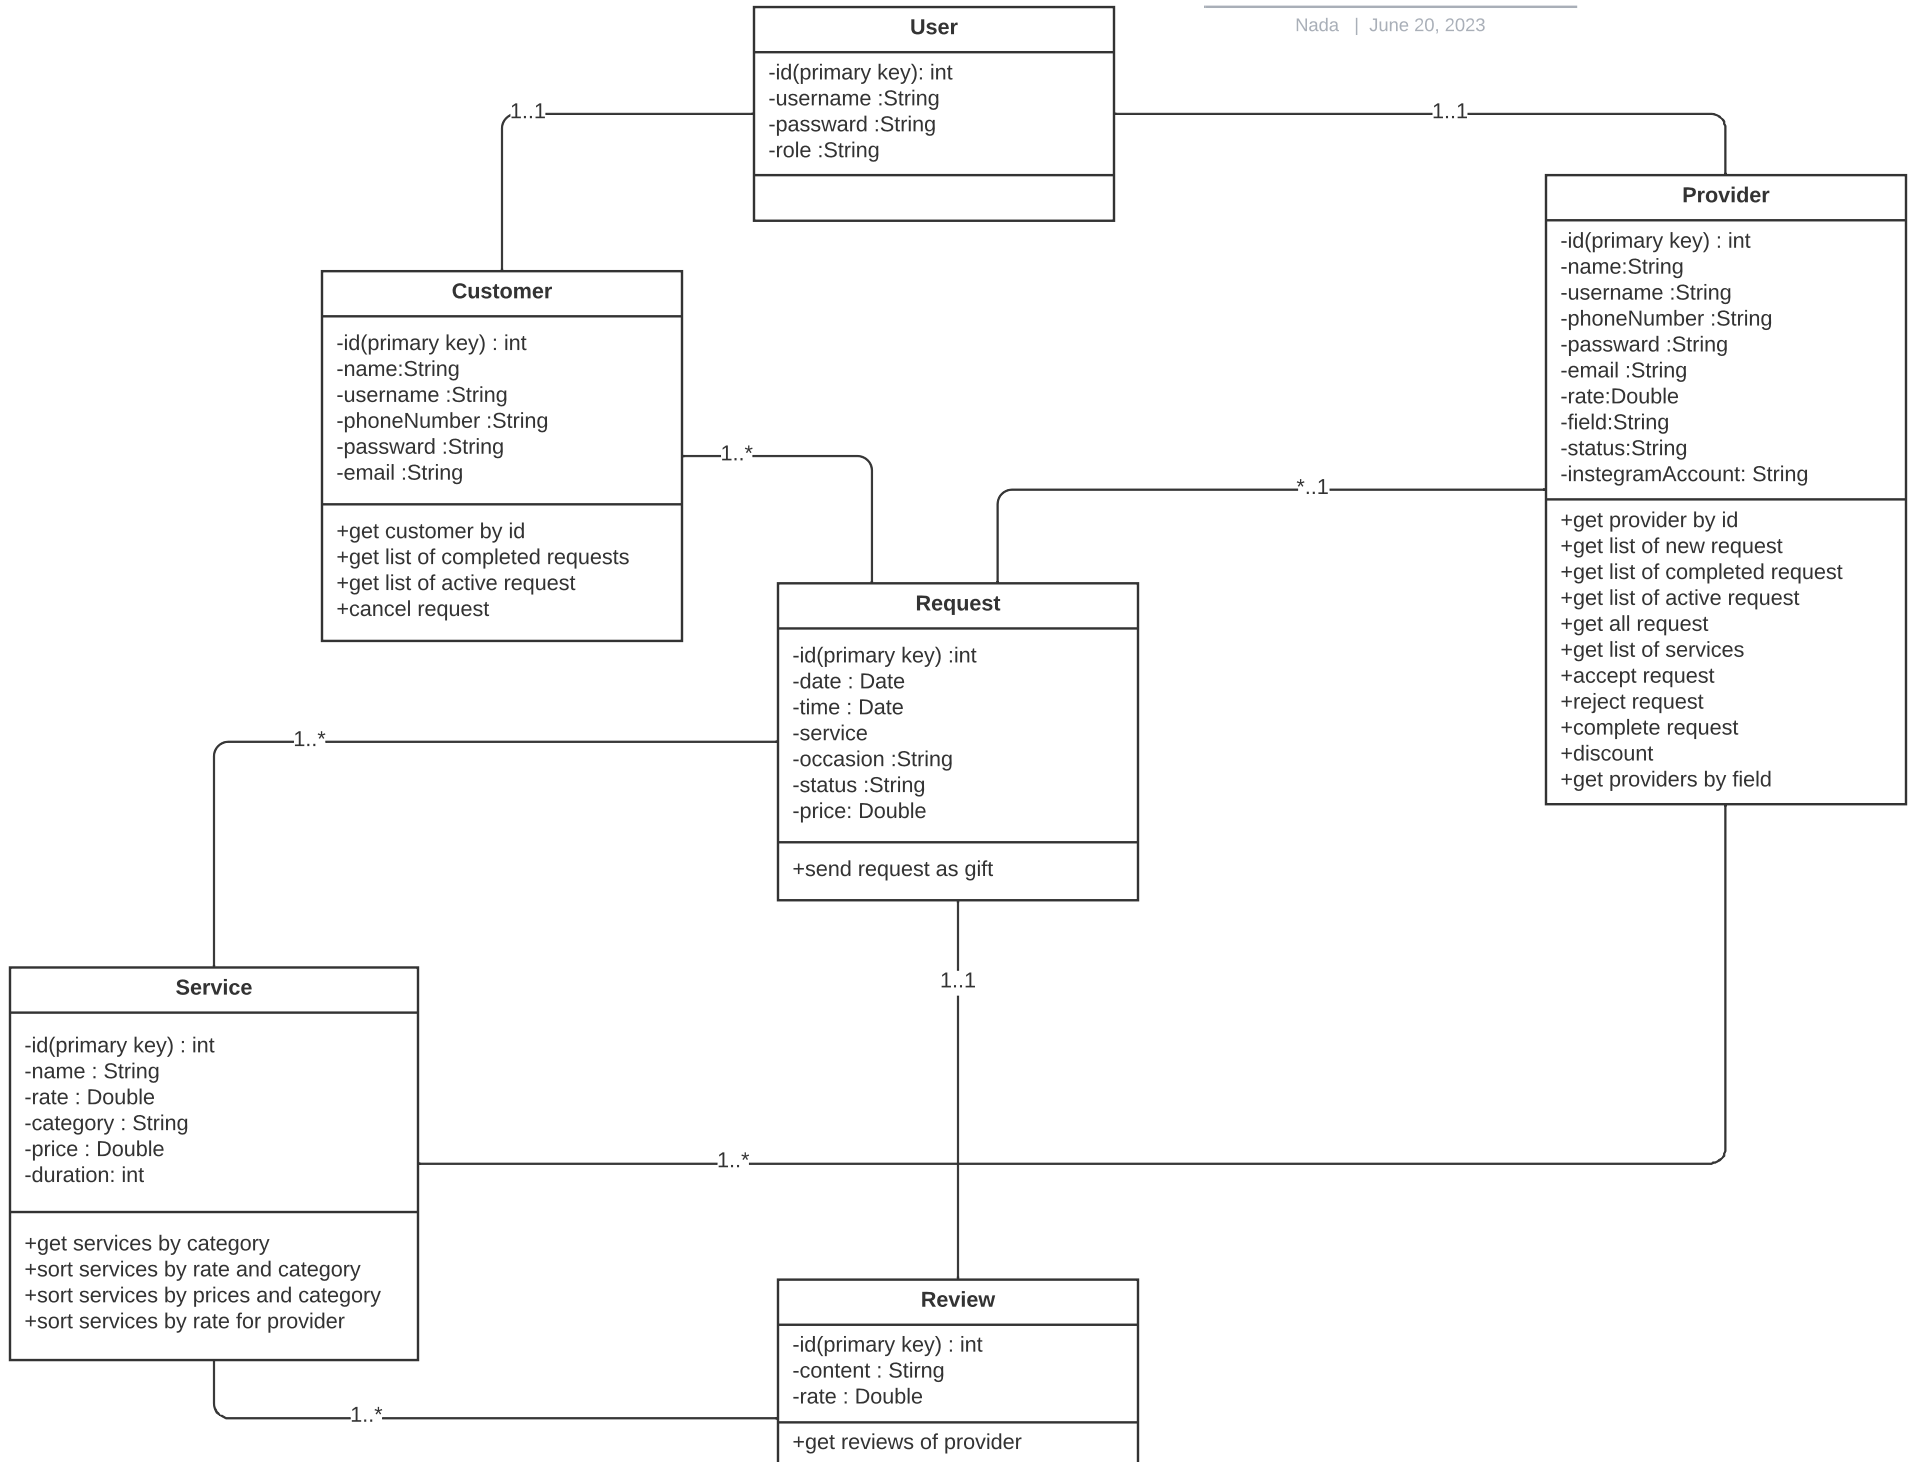 Nada | June 20, 2023
User
-id(primary key): int
-username :String
-passward :String
-role :String
1..1
1..1
Provider
-id(primary key) : int
-name:String
-username :String
-phoneNumber :String
-passward :String
-email :String
-rate:Double
-field:String
-status:String
-instegramAccount: String
+get provider by id
+get list of new request
+get list of completed request
+get list of active request
+get all request
+get list of services
+accept request
+reject request
+complete request
+discount
+get providers by field
Customer
-id(primary key) : int
-name:String
-username :String
-phoneNumber :String
-passward :String
-email :String
+get customer by id
+get list of completed requests
+get list of active request
+cancel request
1..*
*..1
Request
-id(primary key) :int
-date : Date
-time : Date
-service
-occasion :String
-status :String
-price: Double
+send request as gift
1..*
1..1
Service
-id(primary key) : int
-name : String
-rate : Double
-category : String
-price : Double
-duration: int
+get services by category
+sort services by rate and category
+sort services by prices and category
+sort services by rate for provider
1..*
Review
-id(primary key) : int
-content : Stirng
-rate : Double
+get reviews of provider
1..*